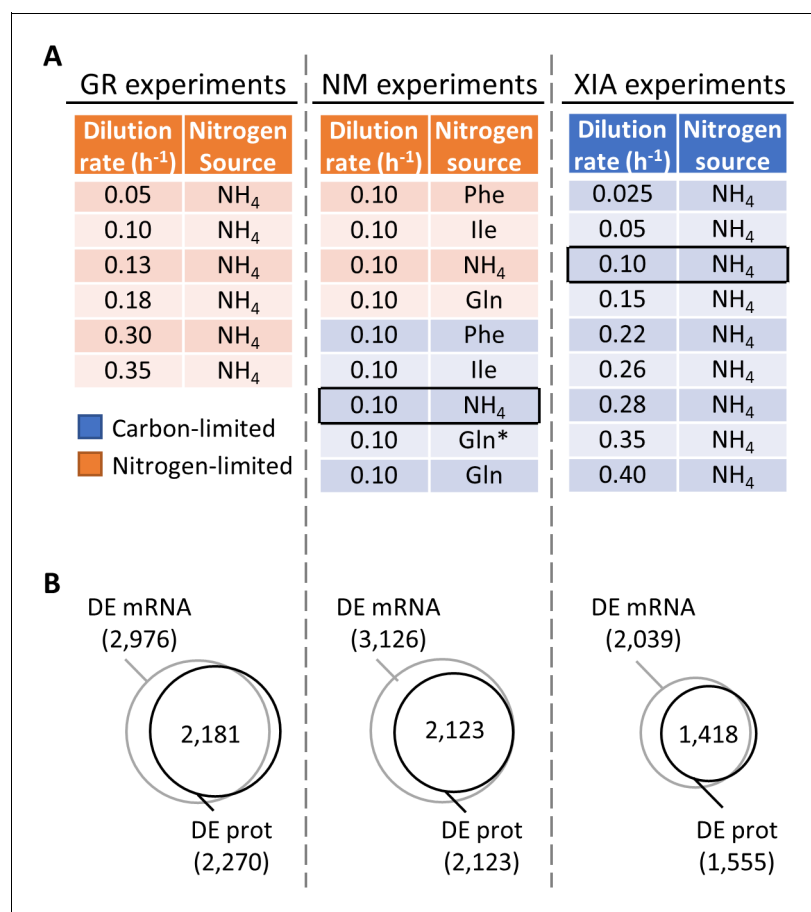 A
GR experiments
Dilution rate (h⁻¹) Nitrogen Source
0.05 NH₄
0.10 NH₄
0.13 NH₄
0.18 NH₄
0.30 NH₄
0.35 NH₄
Carbon-limited
Nitrogen-limited
NM experiments
Dilution rate (h⁻¹) Nitrogen source
0.10 Phe
0.10 Ile
0.10 NH₄
0.10 Gln
0.10 Phe
0.10 Ile
0.10 NH₄
0.10 Gln*
0.10 Gln
XIA experiments
Dilution rate (h⁻¹) Nitrogen source
0.025 NH₄
0.05 NH₄
0.10 NH₄
0.15 NH₄
0.22 NH₄
0.26 NH₄
0.28 NH₄
0.35 NH₄
0.40 NH₄
B
DE mRNA
(2,976)
2,181
DE prot
(2,270)
DE mRNA
(3,126)
2,123
DE prot
(2,123)
DE mRNA
(2,039)
1,418
DE prot
(1,555)